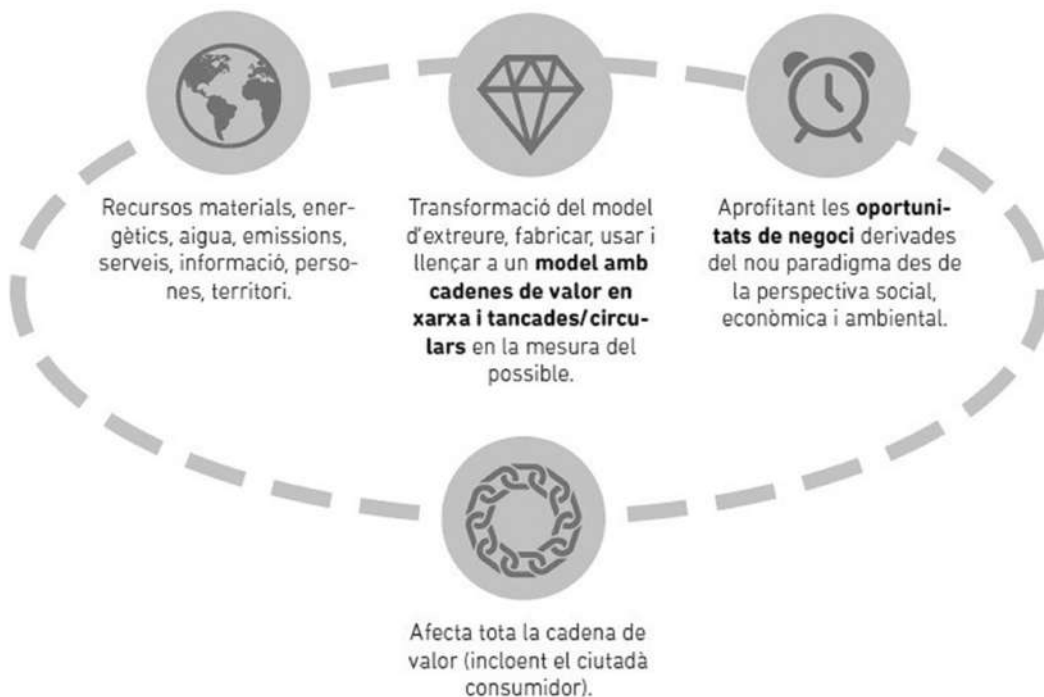 Recursos materials, ener-
gètics, aigua, emissions,
serveis, informació, perso-
nes, territori.
Transformació del model
d'extreure, fabricar, usar i
llençar a un model amb
cadenes de valor en
xarxa i tancades/circu-
lars en la mesura del
possible.
Aprofitant les oportuni-
tats de negoci derivades
del nou paradigma des de
la perspectiva social,
econòmica i ambiental.
Afecta tota la cadena de
valor (incloent el ciutadà
consumidor).